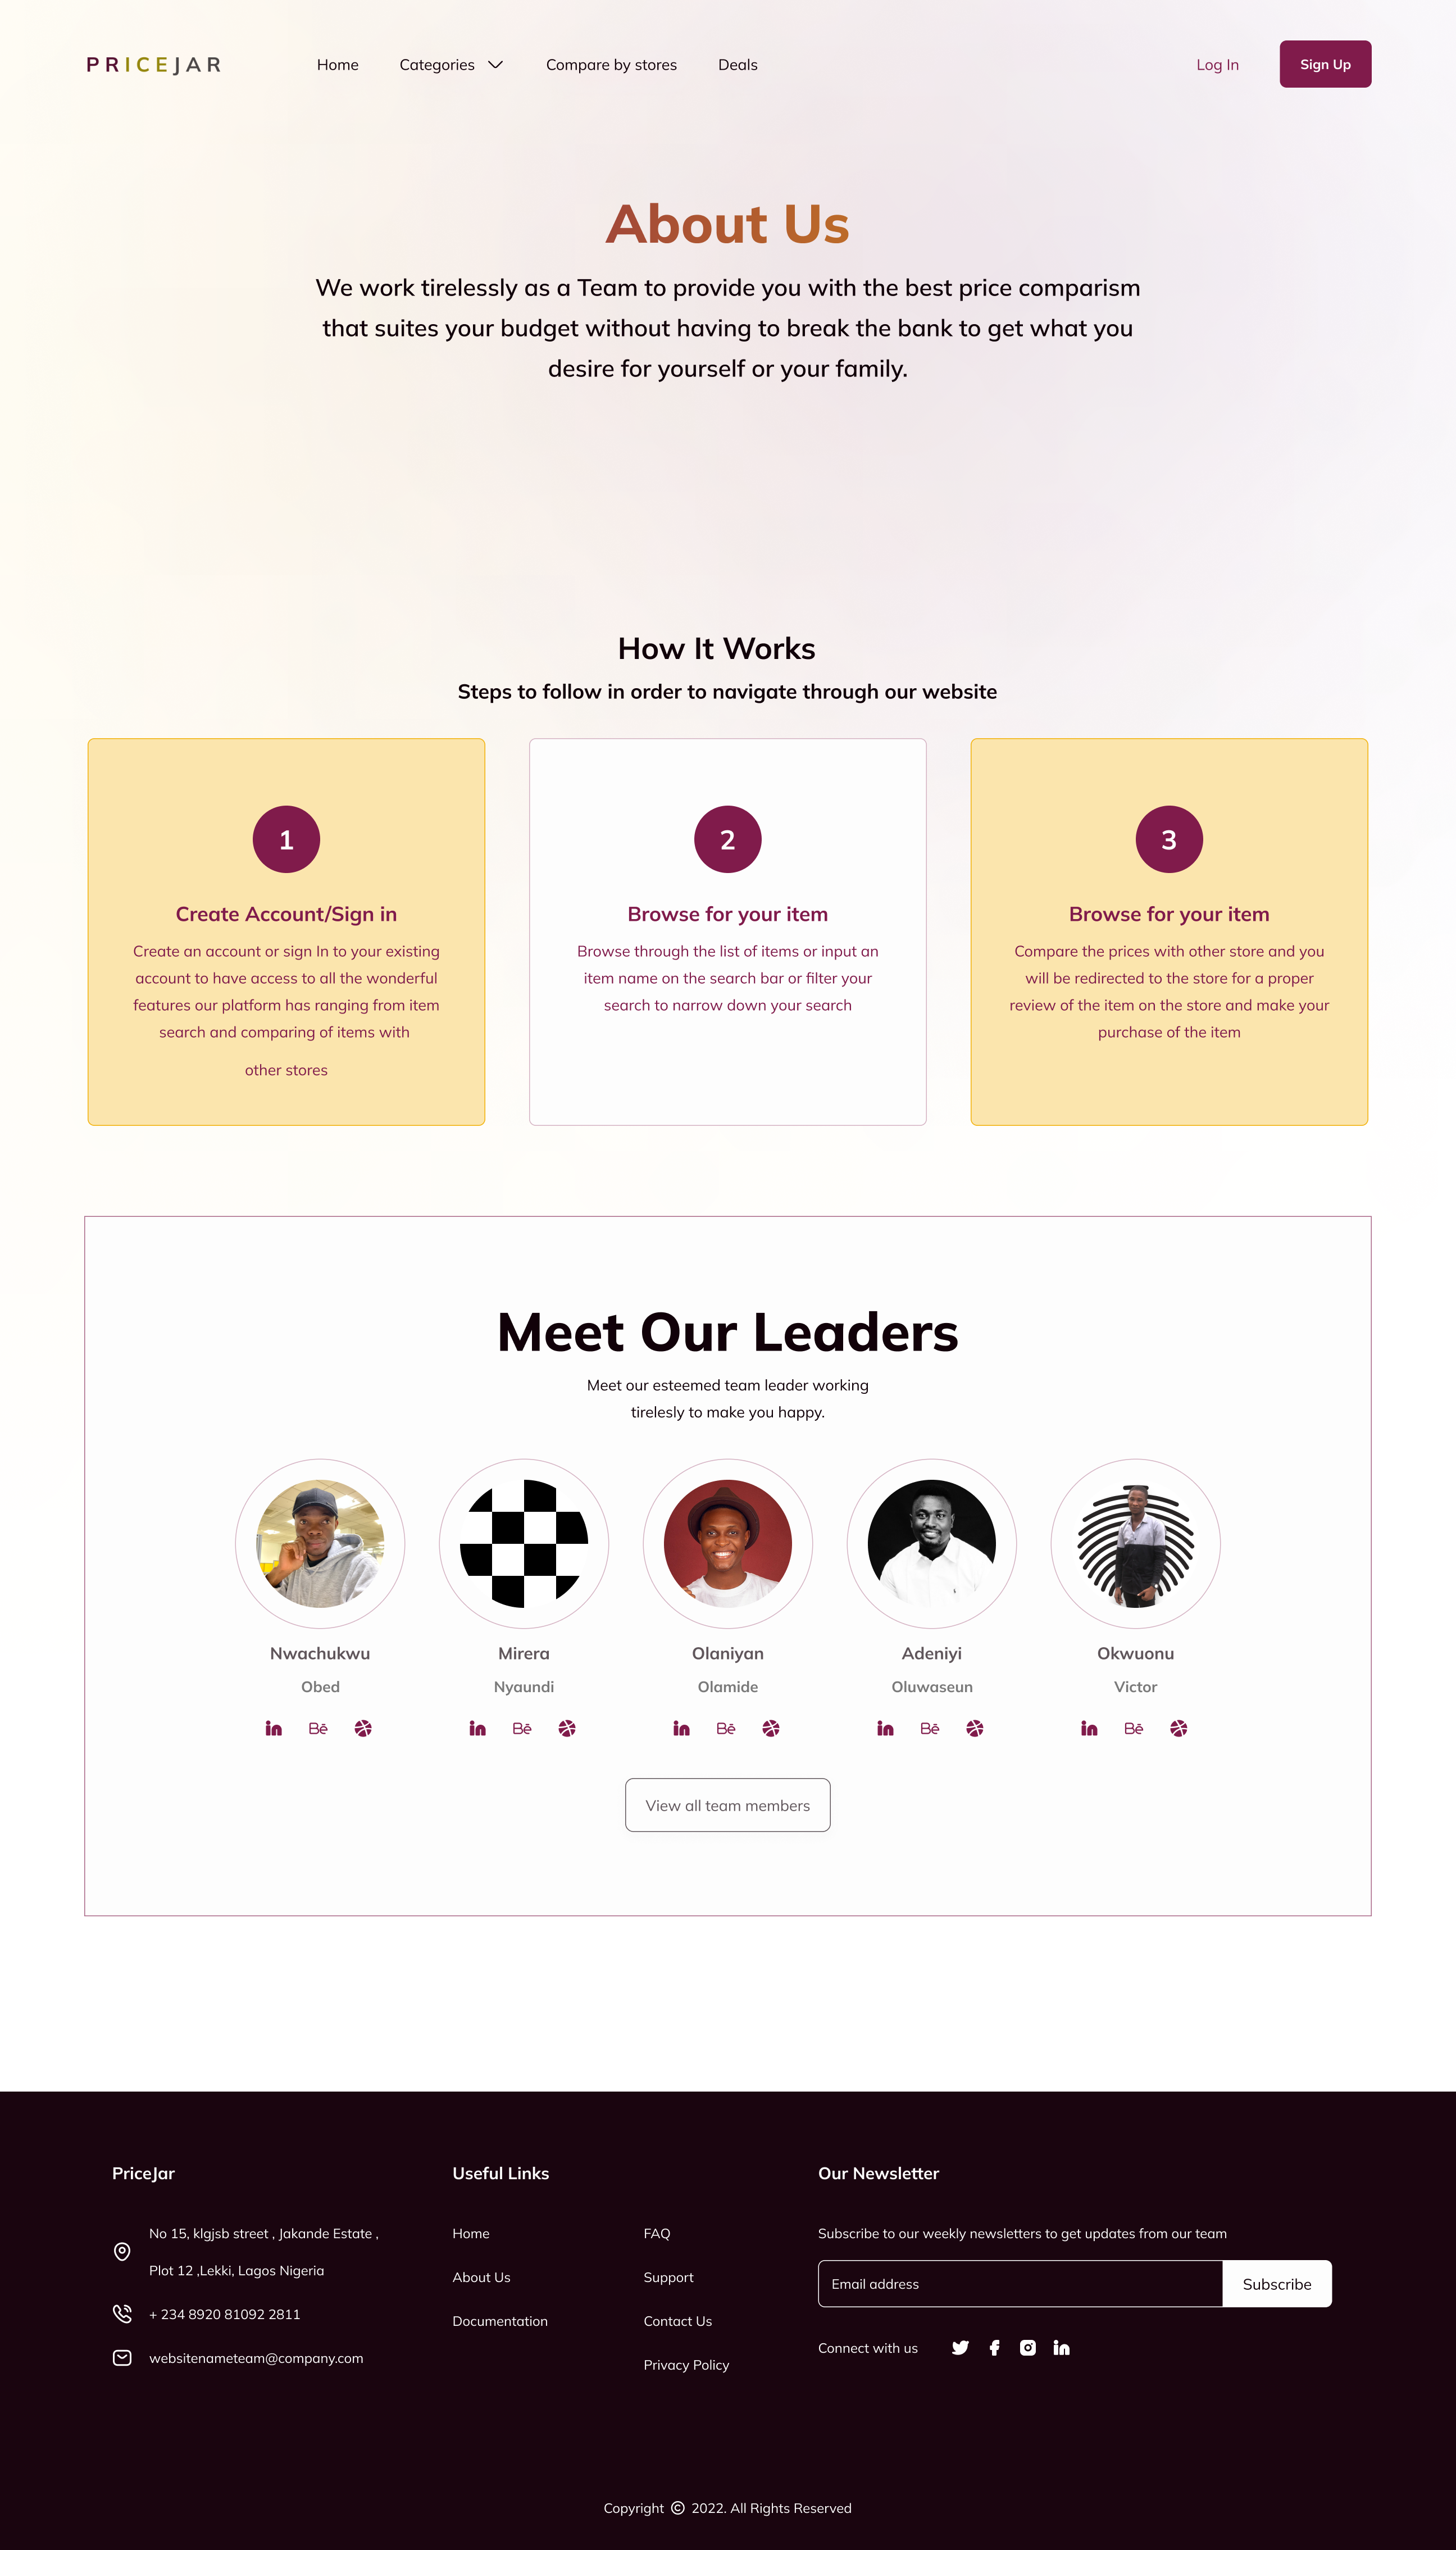 PRICEJAR
Home
Categories
Compare by stores
Deals
Log In
Sign Up
About Us
We work tirelessly as a Team to provide you with the best price comparism
that suites your budget without having to break the bank to get what you
desire for yourself or your family.
How It Works
Steps to follow in order to navigate through our website
1
Create Account/Sign in
Create an account or sign In to your existing
account to have access to all the wonderful
features our platform has ranging from item
search and comparing of items with
other stores
2
Browse for your item
Browse through the list of items or input an
item name on the search bar or filter your
search to narrow down your search
3
Browse for your item
Compare the prices with other store and you
will be redirected to the store for a proper
review of the item on the store and make your
purchase of the item
Meet Our Leaders
Meet our esteemed team leader working
tirelesly to make you happy.
Nwachukwu
Obed
Mirera
Nyaundi
Olaniyan
Olamide
Adeniyi
Oluwaseun
Okwuonu
Victor
View all team members
PriceJar
No 15, klgjsb street , Jakande Estate ,
Plot 12 ,Lekki, Lagos Nigeria
+ 234 8920 81092 2811
websitenameteam@company.com
Useful Links
Home
About Us
Documentation
FAQ
Support
Contact Us
Privacy Policy
Our Newsletter
Subscribe to our weekly newsletters to get updates from our team
Email address
Subscribe
Connect with us
Copyright © 2022. All Rights Reserved